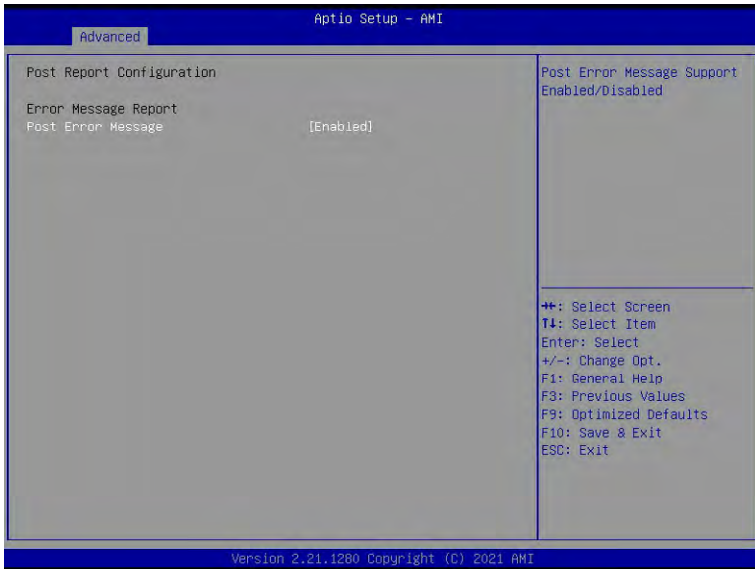 Aptio Setup – AMI
Advanced
Post Report Configuration
Error Message Report
Post Error Message [Enabled]
Post Error Message Support
Enabled/Disabled
→←: Select Screen
↑↓: Select Item
Enter: Select
+/-: Change Opt.
F1: General Help
F3: Previous Values
F9: Optimized Defaults
F10: Save & Exit
ESC: Exit
Version 2.21.1280 Copyright (C) 2021 AMI